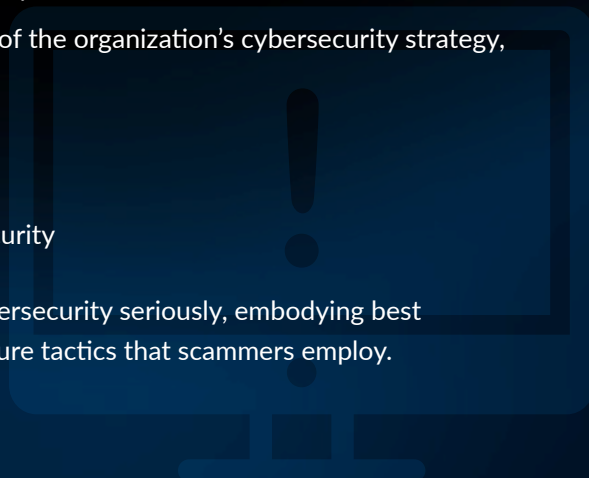 of the organization’s cybersecurity strategy,
urity
ersecurity seriously, embodying best
ure tactics that scammers employ.